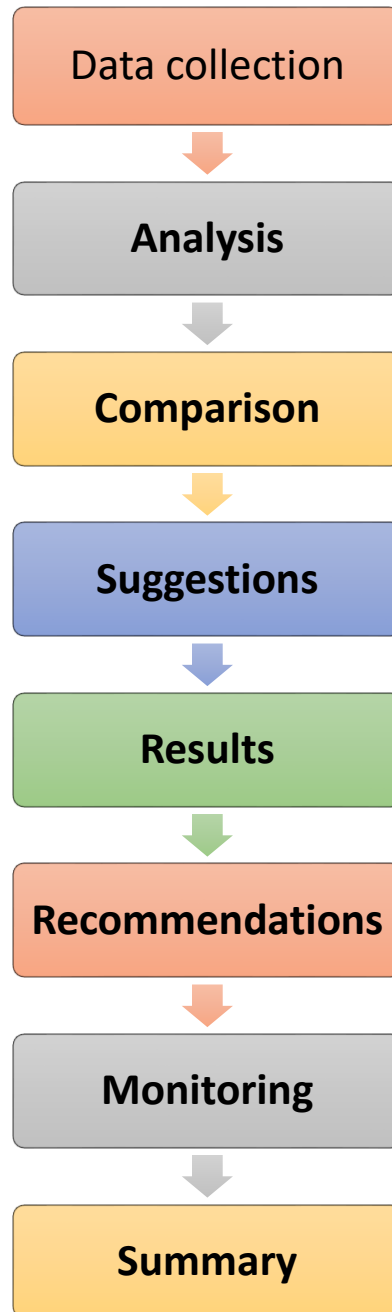 Data collection
Analysis
Comparison
Suggestions
Results
Recommendations
Monitoring
Summary